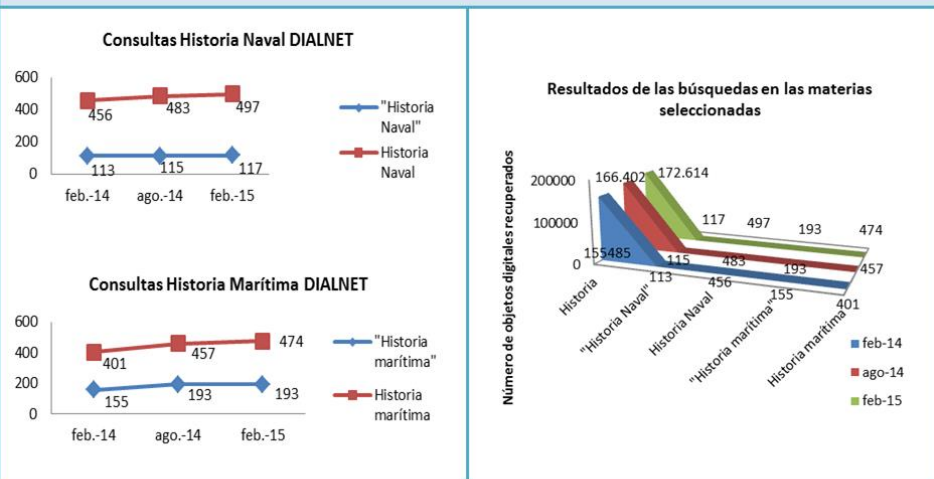 Consultas Historia Naval DIALNET
600
400
200
0
456
483
497
113
115
117
feb.-14
ago.-14
feb.-15
"Historia
Naval"
Historia
Naval
Consultas Historia Marítima DIALNET
600
400
200
0
401
457
474
155
193
193
feb.-14
ago.-14
feb.-15
"Historia
marítima"
Historia
marítima
Resultados de las búsquedas en las materias
seleccionadas
Número de objetos digitales recuperados
200000
100000
0
166.402
172.614
155485
117
497
193
474
115
483
193
457
113
456
155
401
Historia
"Historia Naval"
Historia Naval
"Historia marítima"
Historia marítima
feb-14
ago-14
feb-15